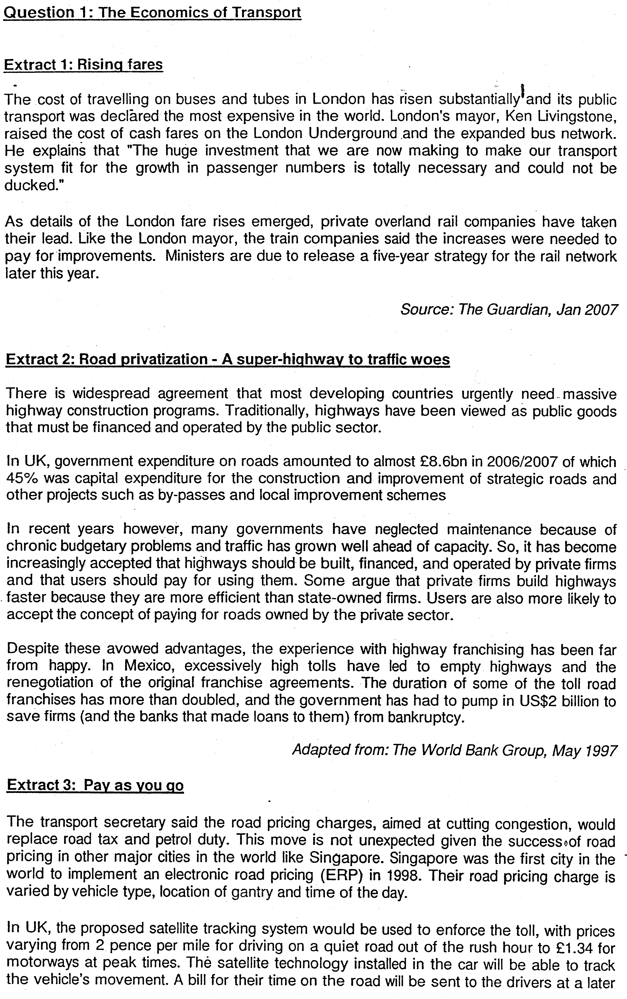 Question 1: The Economics of Transport
Extract 1: Rising fares
The cost of travelling on buses and tubes in London has risen substantially and its public
transport was declared the most expensive in the world. London's mayor, Ken Livingstone,
raised the cost of cash fares on the London Underground and the expanded bus network.
He explains that "The huge investment that we are now making to make our transport
system fit for the growth in passenger numbers is totally necessary and could not be
ducked."
As details of the London fare rises emerged, private overland rail companies have taken
their lead. Like the London mayor, the train companies said the increases were needed to
pay for improvements. Ministers are due to release a five-year strategy for the rail network
later this year.
Source: The Guardian, Jan 2007
Extract 2: Road privatization - A super-highway to traffic woes
There is widespread agreement that most developing countries urgently need massive
highway construction programs. Traditionally, highways have been viewed as public goods
that must be financed and operated by the public sector.
In UK, government expenditure on roads amounted to almost £8.6bn in 2006/2007 of which
45% was capital expenditure for the construction and improvement of strategic roads and
other projects such as by-passes and local improvement schemes
In recent years however, many governments have neglected maintenance because of
chronic budgetary problems and traffic has grown well ahead of capacity. So, it has become
increasingly accepted that highways should be built, financed, and operated by private firms
and that users should pay for using them. Some argue that private firms build highways
faster because they are more efficient than state-owned firms. Users are also more likely to
accept the concept of paying for roads owned by the private sector.
Despite these avowed advantages, the experience with highway franchising has been far
from happy. In Mexico, excessively high tolls have led to empty highways and the
renegotiation of the original franchise agreements. The duration of some of the toll road
franchises has more than doubled, and the government has had to pump in US$2 billion to
save firms (and the banks that made loans to them) from bankruptcy.
Adapted from: The World Bank Group, May 1997
Extract 3: Pay as you go
The transport secretary said the road pricing charges, aimed at cutting congestion, would
replace road tax and petrol duty. This move is not unexpected given the success of road
pricing in other major cities in the world like Singapore. Singapore was the first city in the
world to implement an electronic road pricing (ERP) in 1998. Their road pricing charge is
varied by vehicle type, location of gantry and time of the day.
In UK, the proposed satellite tracking system would be used to enforce the toll, with prices
varying from 2 pence per mile for driving on a quiet road out of the rush hour to £1.34 for
motorways at peak times. The satellite technology installed in the car will be able to track
the vehicle's movement. A bill for their time on the road will be sent to the drivers at a later